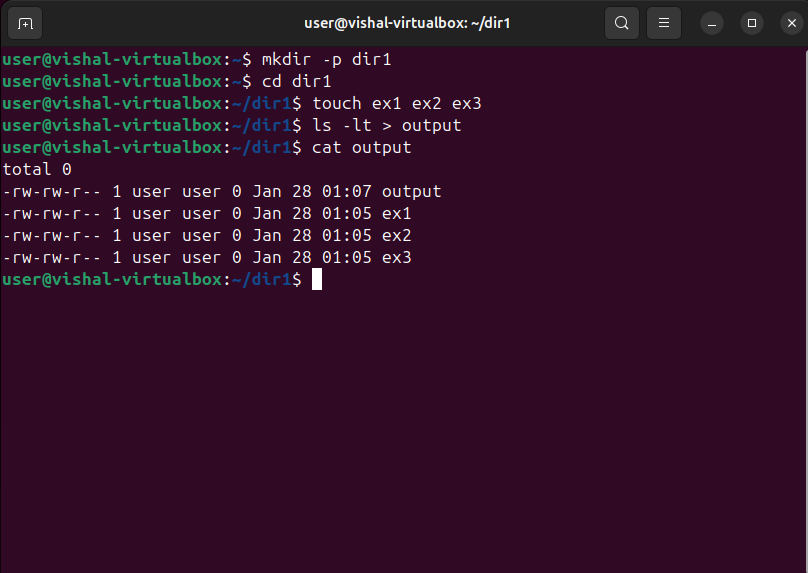 user@vishal-virtualbox: ~/dir1
user@vishal-virtualbox:~$ mkdir -p dir1
user@vishal-virtualbox:~$ cd dir1
user@vishal-virtualbox:~/dir1$ touch ex1 ex2 ex3
user@vishal-virtualbox:~/dir1$ ls -lt > output
user@vishal-virtualbox:~/dir1$ cat output
total 0
-rw-rw-r-- 1 user user 0 Jan 28 01:07 output
-rw-rw-r-- 1 user user 0 Jan 28 01:05 ex1
-rw-rw-r-- 1 user user 0 Jan 28 01:05 ex2
-rw-rw-r-- 1 user user 0 Jan 28 01:05 ex3
user@vishal-virtualbox:~/dir1$